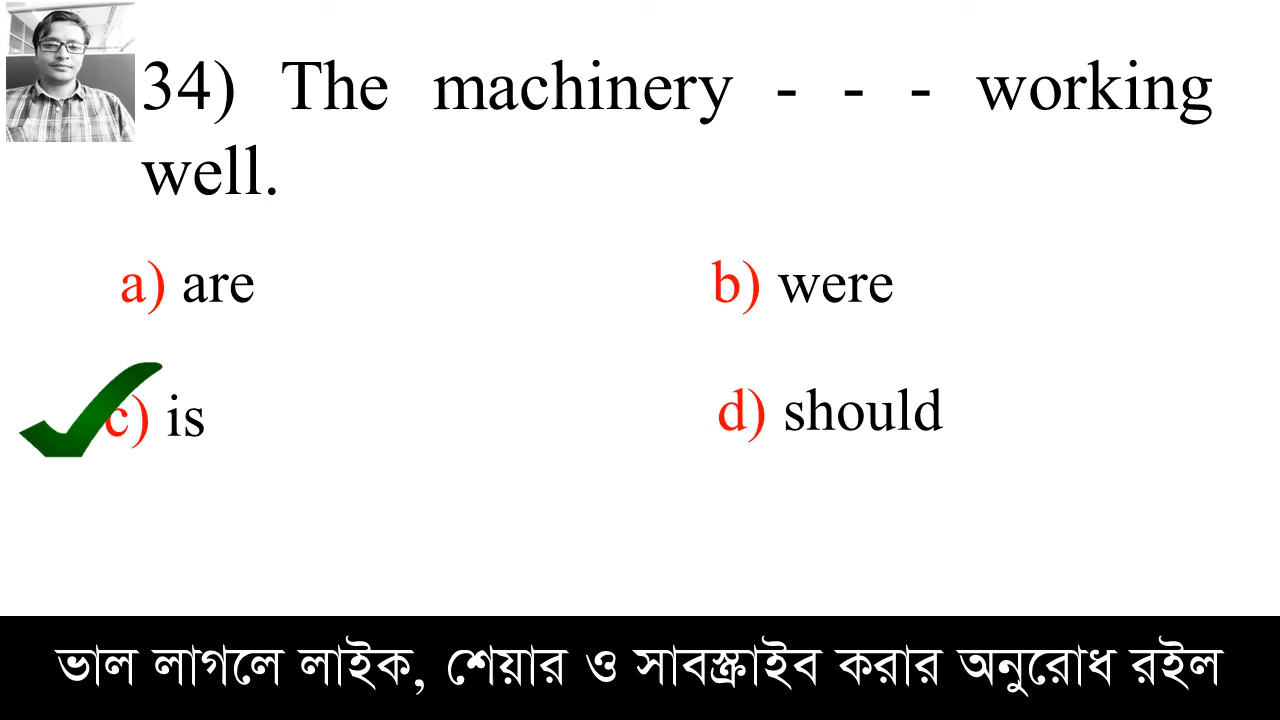 34) The machinery - - - working
well.
a) are
b) were
c) is
d) should
ভাল লাগলে লাইক, শেয়ার ও সাবস্ক্রাইব করার অনুরোধ রইল